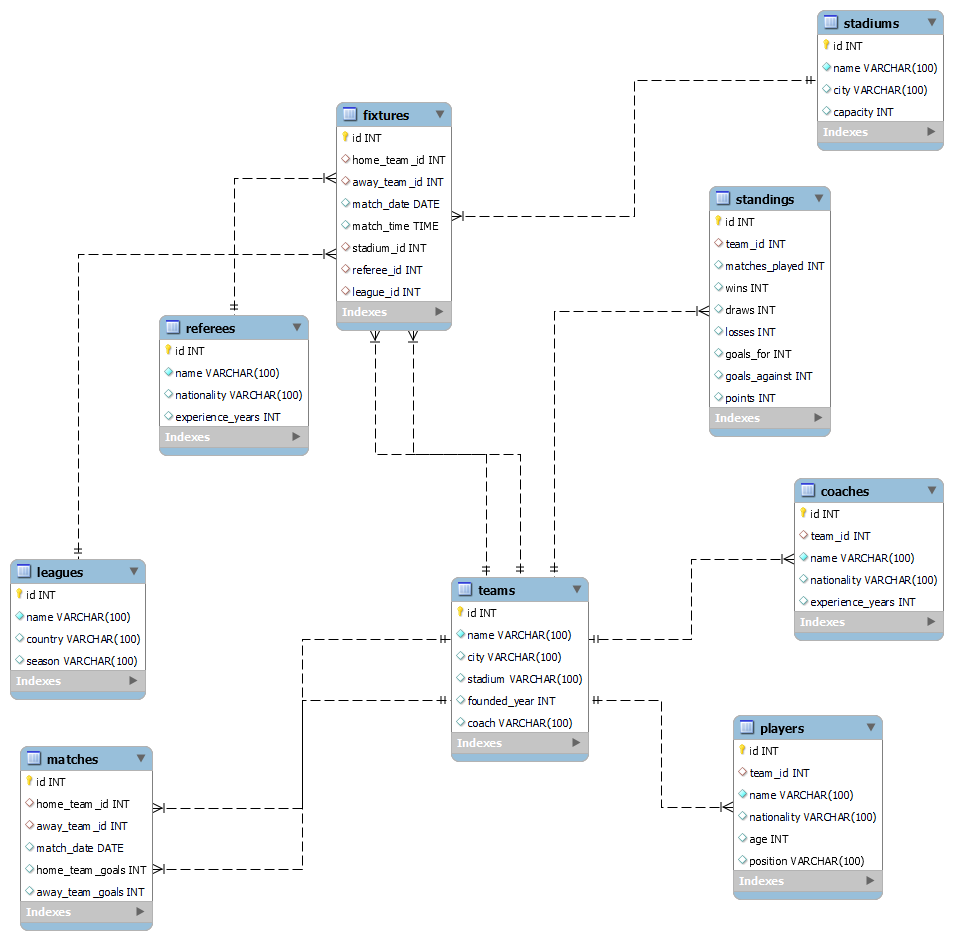 stadiums
id INT
name VARCHAR(100)
city VARCHAR(100)
capacity INT
Indexes
fixtures
id INT
home_team_id INT
away_team_id INT
match_date DATE
match_time TIME
stadium_id INT
referee_id INT
league_id INT
Indexes
standings
id INT
team_id INT
matches_played INT
wins INT
draws INT
losses INT
goals_for INT
goals_against INT
points INT
Indexes
referees
id INT
name VARCHAR(100)
nationality VARCHAR(100)
experience_years INT
Indexes
coaches
id INT
team_id INT
name VARCHAR(100)
nationality VARCHAR(100)
experience_years INT
Indexes
leagues
id INT
name VARCHAR(100)
country VARCHAR(100)
season VARCHAR(100)
Indexes
teams
id INT
name VARCHAR(100)
city VARCHAR(100)
stadium VARCHAR(100)
founded_year INT
coach VARCHAR(100)
Indexes
players
id INT
team_id INT
name VARCHAR(100)
nationality VARCHAR(100)
age INT
position VARCHAR(100)
Indexes
matches
id INT
home_team_id INT
away_team_id INT
match_date DATE
home_team_goals INT
away_team_goals INT
Indexes